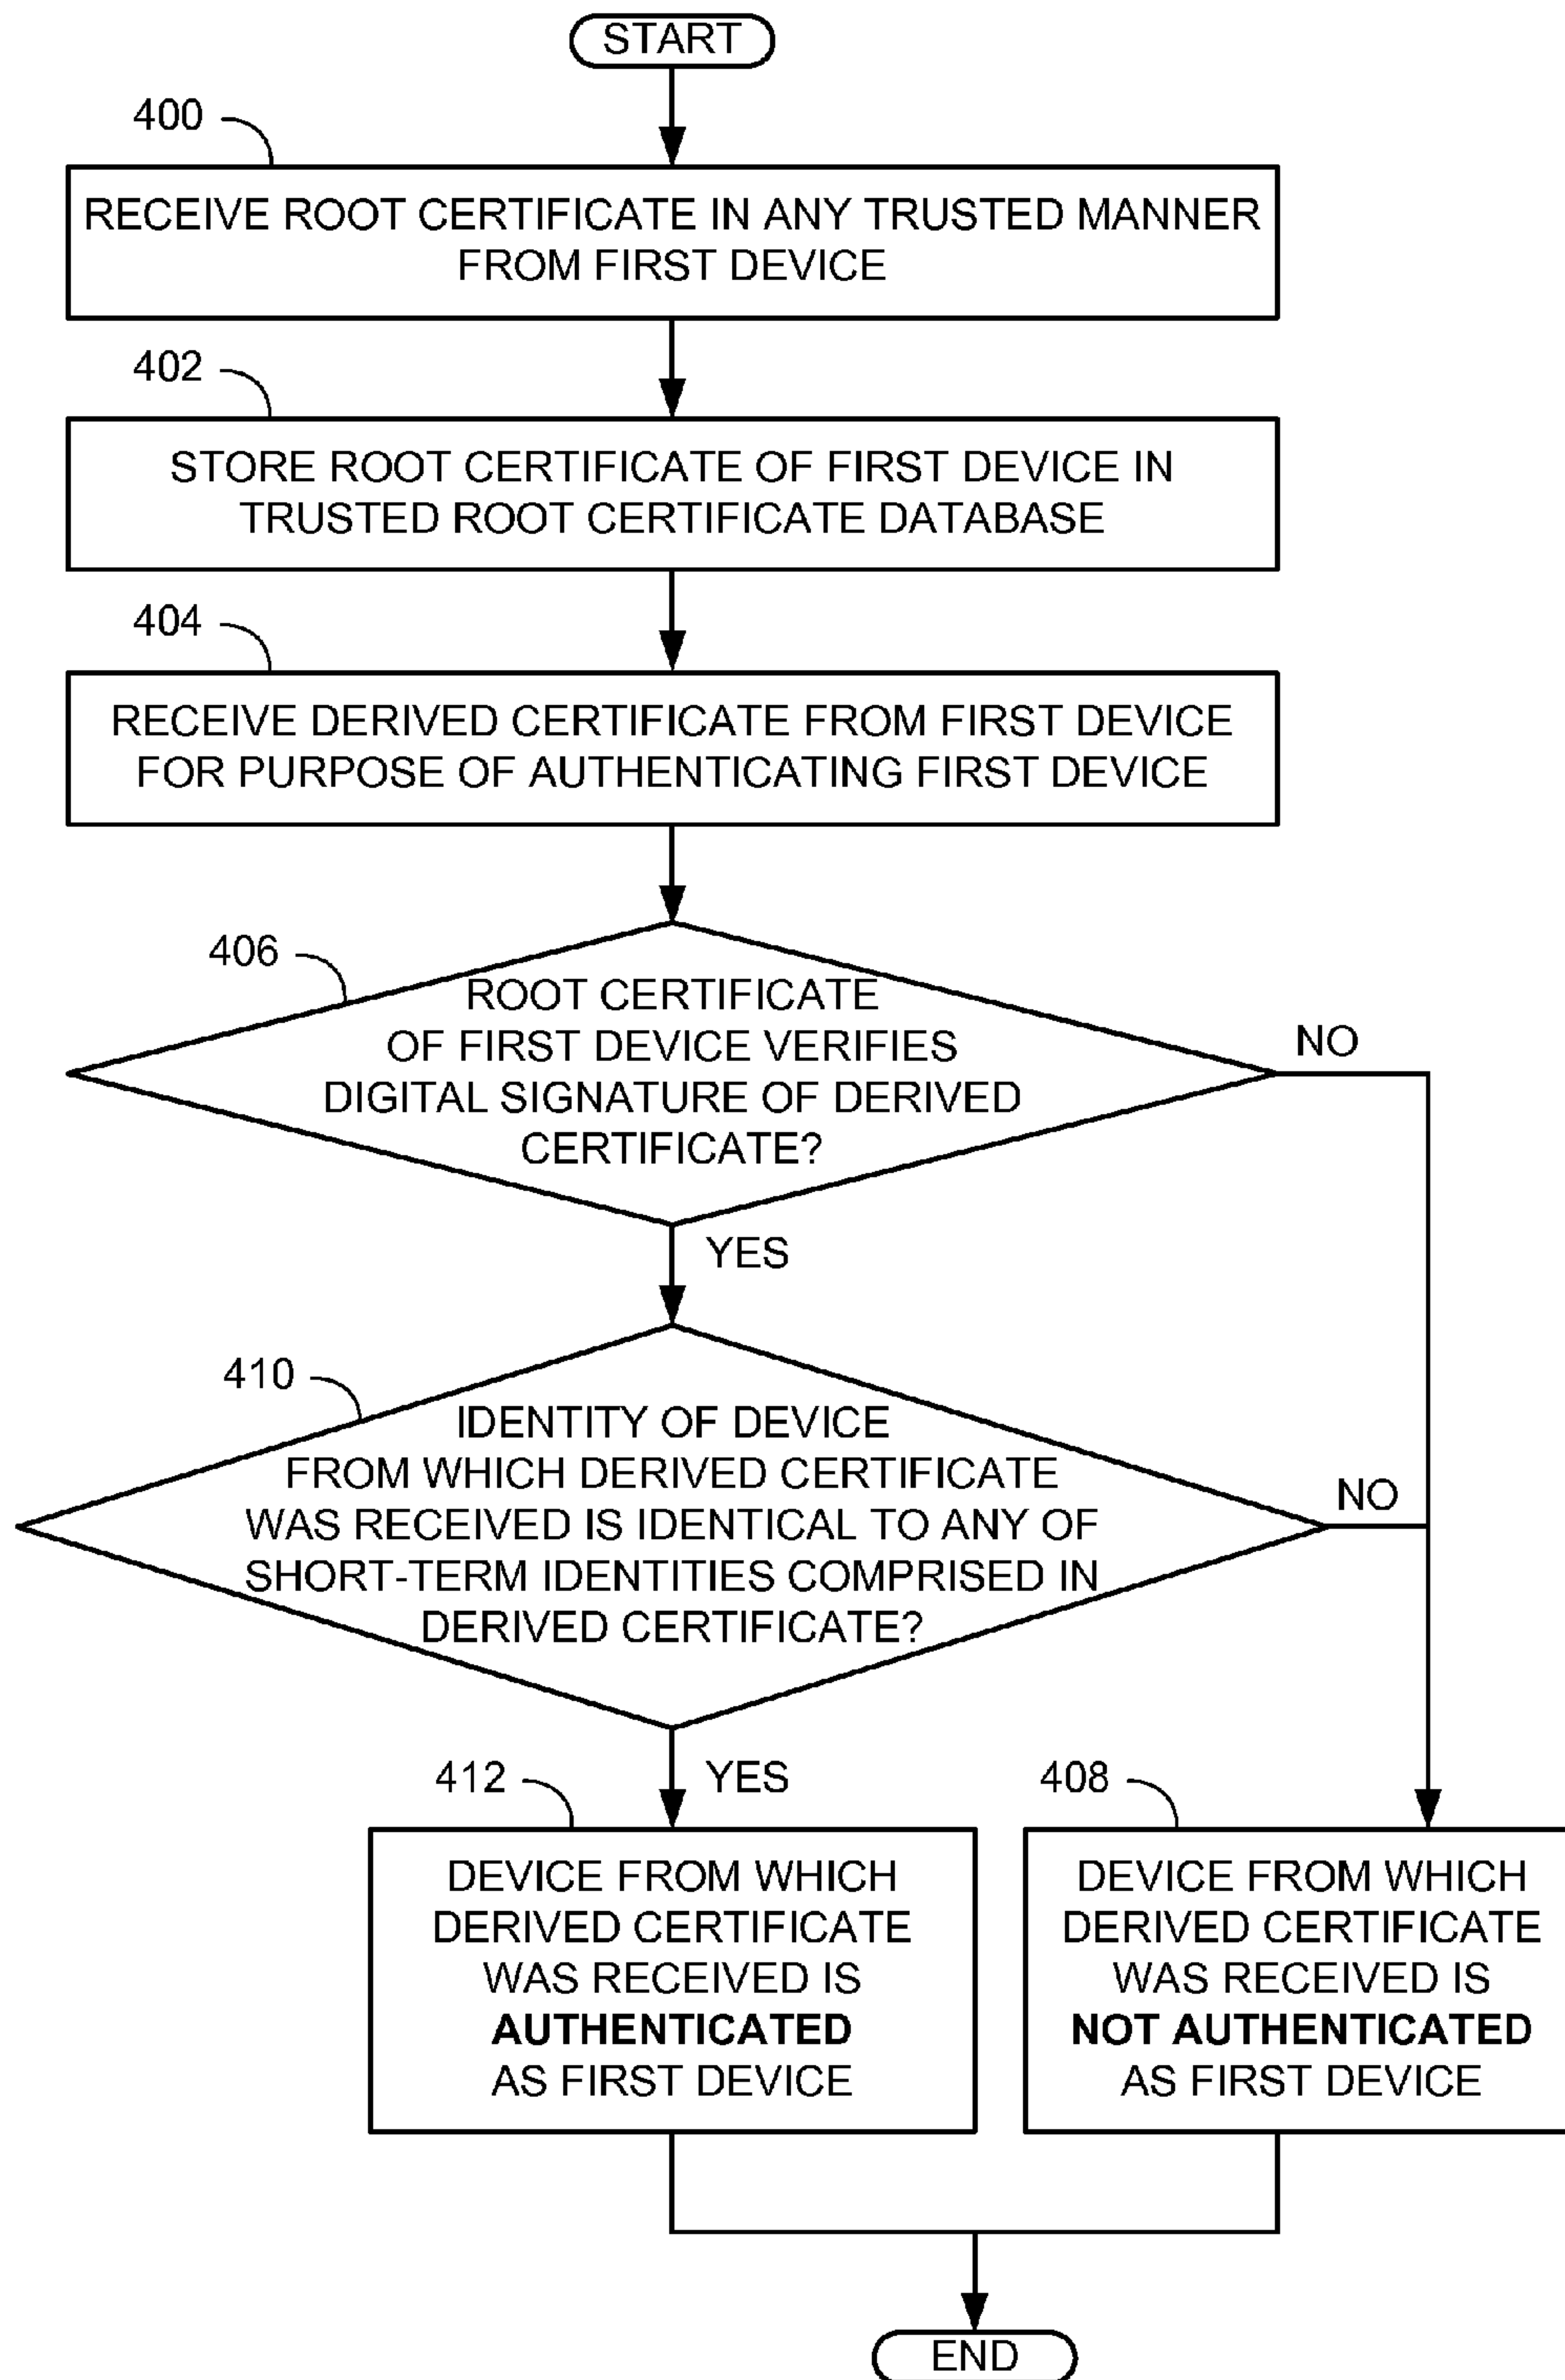 START
400
RECEIVE ROOT CERTIFICATE IN ANY TRUSTED MANNER
FROM FIRST DEVICE
402
STORE ROOT CERTIFICATE OF FIRST DEVICE IN
TRUSTED ROOT CERTIFICATE DATABASE
404
RECEIVE DERIVED CERTIFICATE FROM FIRST DEVICE
FOR PURPOSE OF AUTHENTICATING FIRST DEVICE
406
ROOT CERTIFICATE
OF FIRST DEVICE VERIFIES
DIGITAL SIGNATURE OF DERIVED
CERTIFICATE?
NO
YES
410
IDENTITY OF DEVICE
FROM WHICH DERIVED CERTIFICATE
WAS RECEIVED IS IDENTICAL TO ANY OF
SHORT-TERM IDENTITIES COMPRISED IN
DERIVED CERTIFICATE?
NO
YES
412
DEVICE FROM WHICH
DERIVED CERTIFICATE
WAS RECEIVED IS
AUTHENTICATED
AS FIRST DEVICE
408
DEVICE FROM WHICH
DERIVED CERTIFICATE
WAS RECEIVED IS
NOT AUTHENTICATED
AS FIRST DEVICE
END